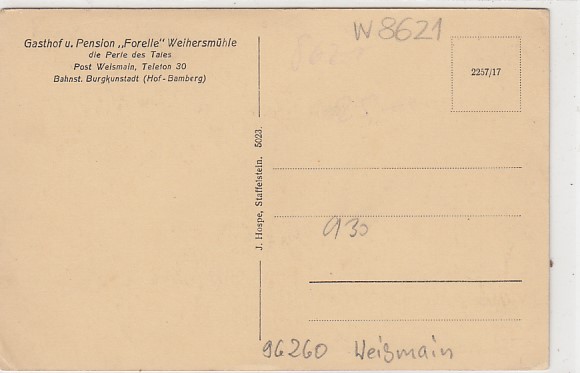 Gasthof u. Pension „Forelle" Weihersmühle
die Perle des Tales
Post Weismain, Telefon 30
Bahnst. Burgkunstadt (Hof-Bamberg)
J. Hospe, Staffelstein. 5023.
W 8621
2257/17
930
96260 Weißmain